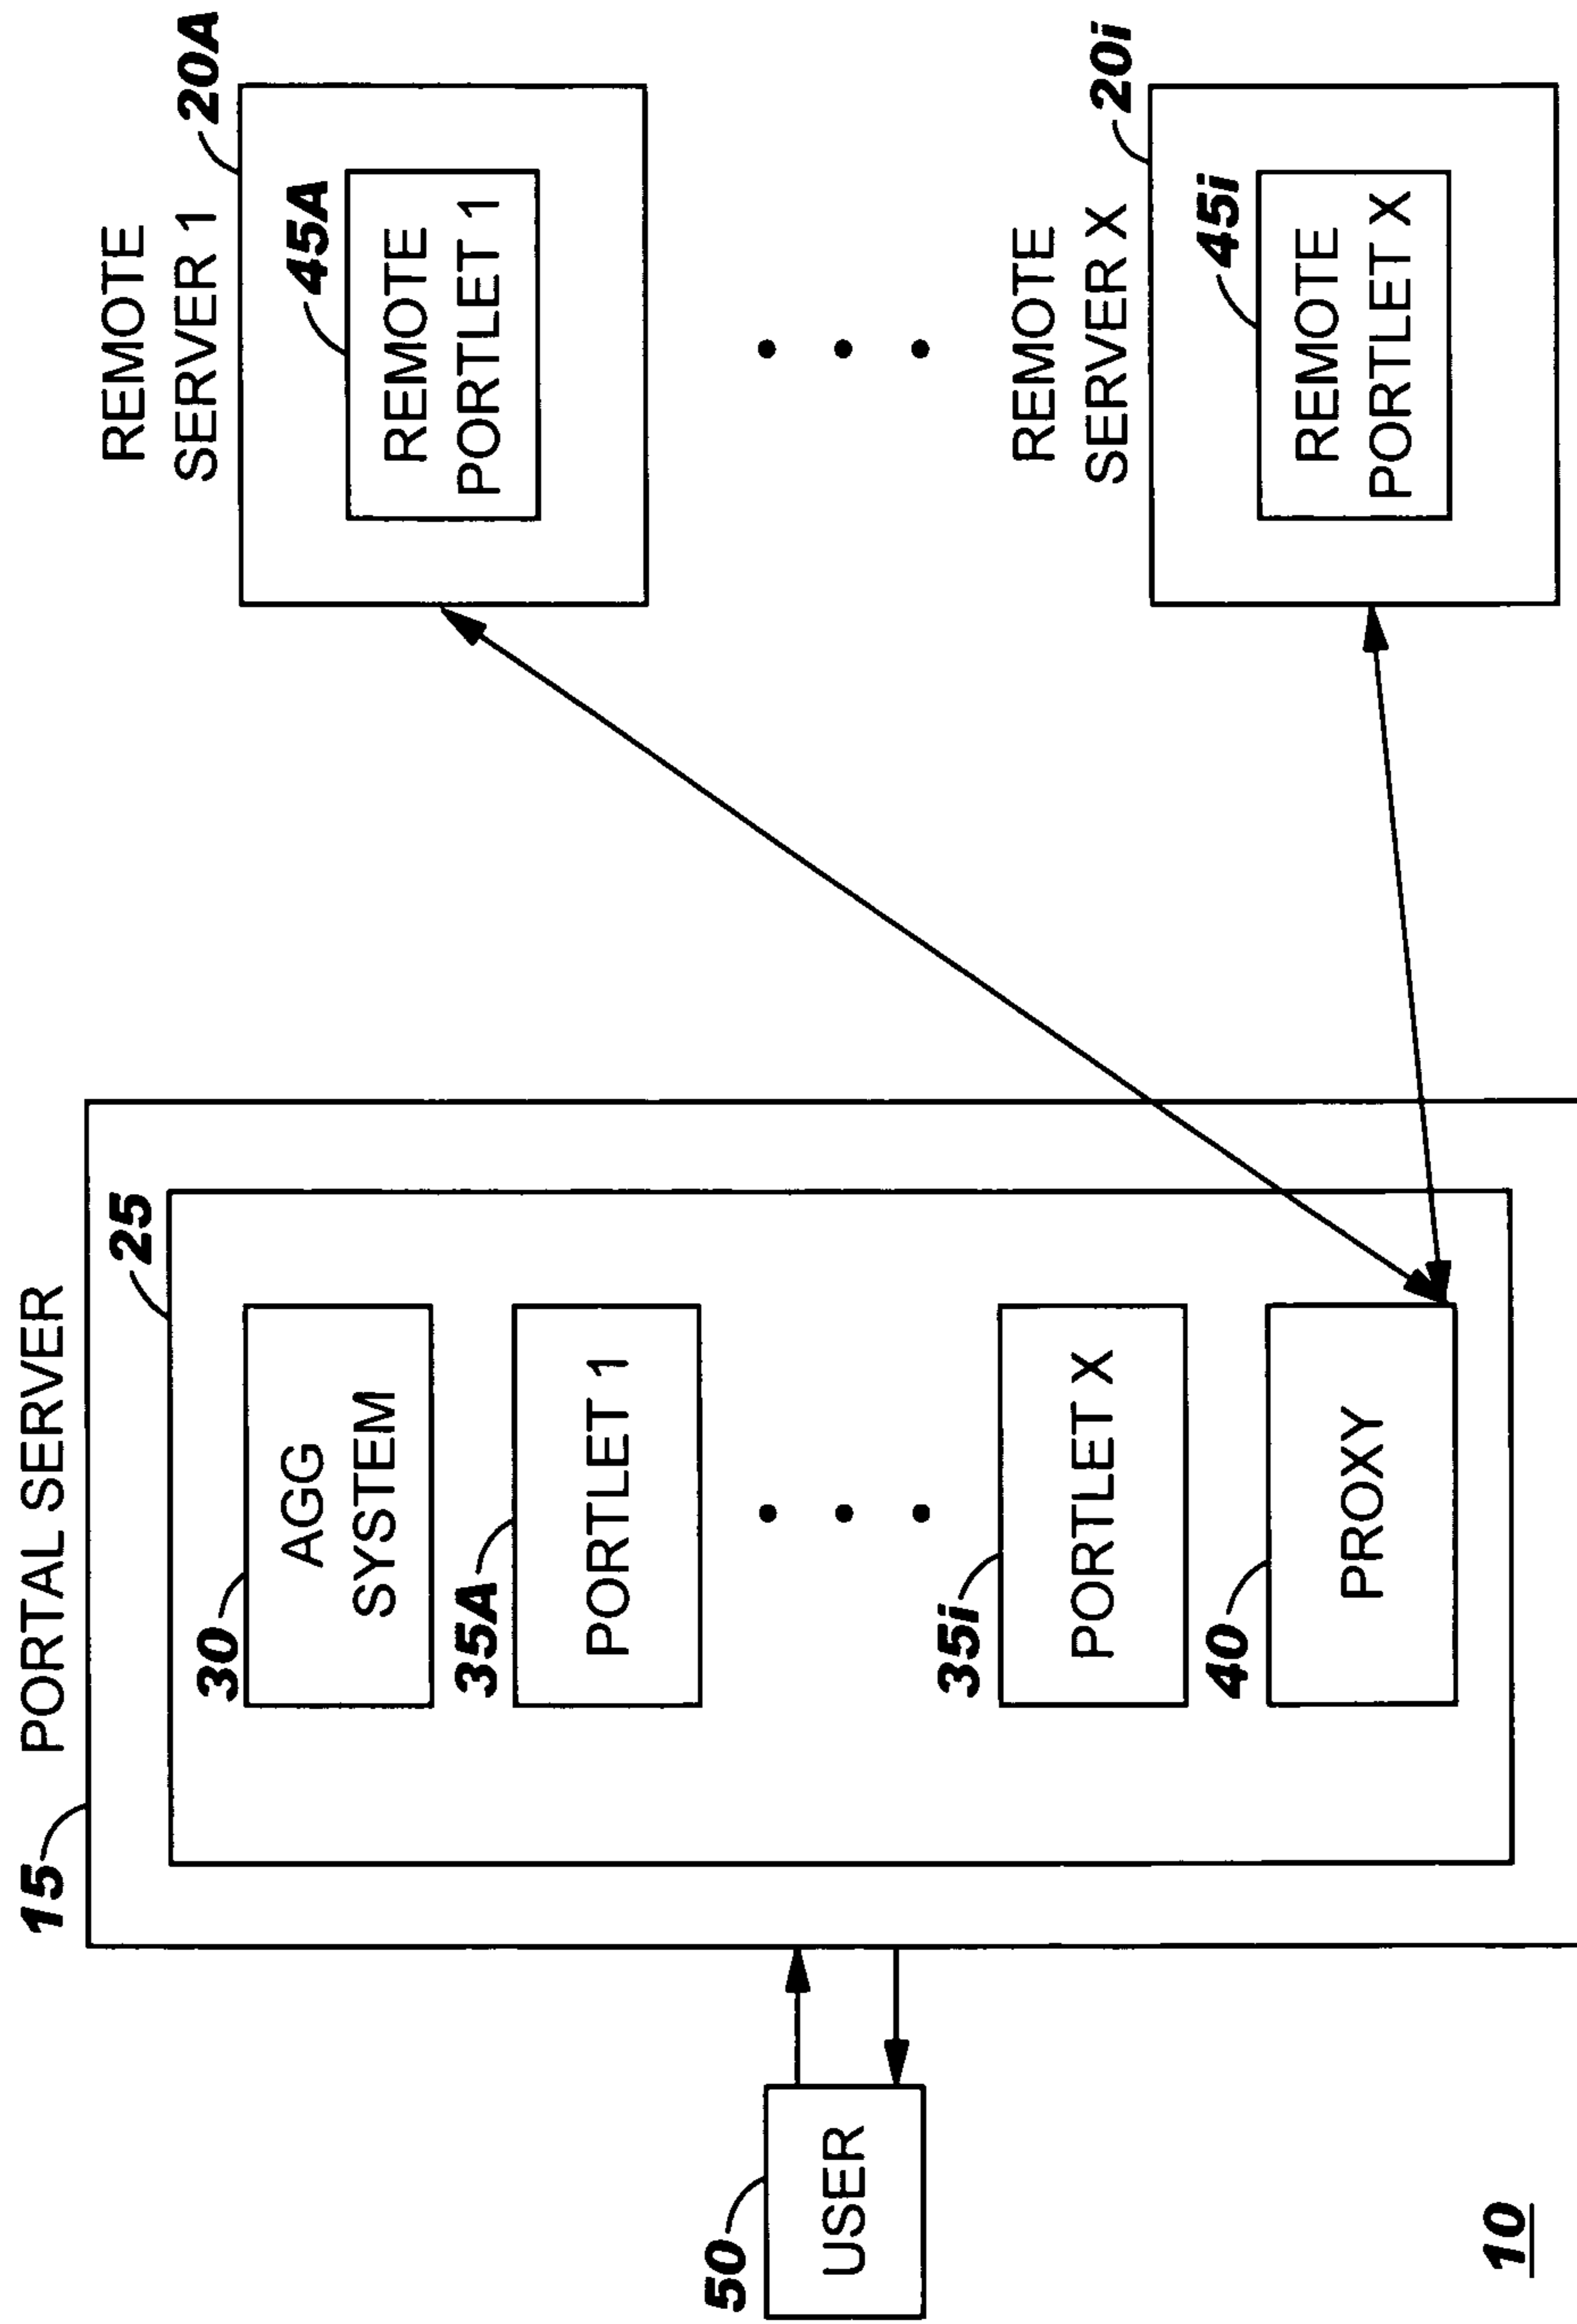 PORTAL SERVER
15
25
30
AGG
SYSTEM
35A
PORTLET 1
35i
PORTLET X
40
PROXY
50
USER
REMOTE
SERVER 1
20A
45A
REMOTE
PORTLET 1
REMOTE
SERVER X
20i
45i
REMOTE
PORTLET X
10